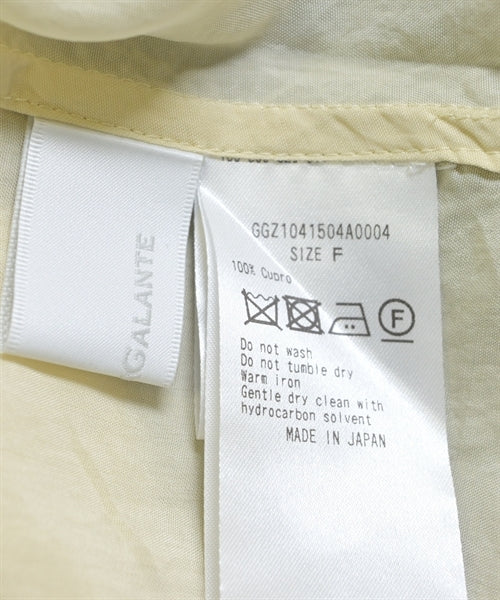 GALANTE
GGZ1041504A0004
SIZE F
100% Cupro
F
Do not wash
Do not tumble dry
Warm iron
Gentle dry clean with
hydrocarbon solvent
MADE IN JAPAN